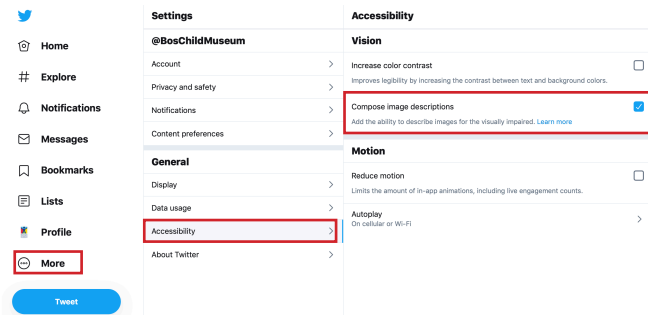 Home
Explore
Notifications
Messages
Bookmarks
Lists
Profile
More
Tweet
Settings
@BosChildMuseum
Account
Privacy and safety
Notifications
Content preferences
General
Display
Data usage
Accessibility
About Twitter
Accessibility
Vision
Increase color contrast
Improves legibility by increasing the contrast between text and background colors.
Compose image descriptions
Add the ability to describe images for the visually impaired. Learn more
Motion
Reduce motion
Limits the amount of in-app animations, including live engagement counts.
Autoplay
On cellular or Wi-Fi